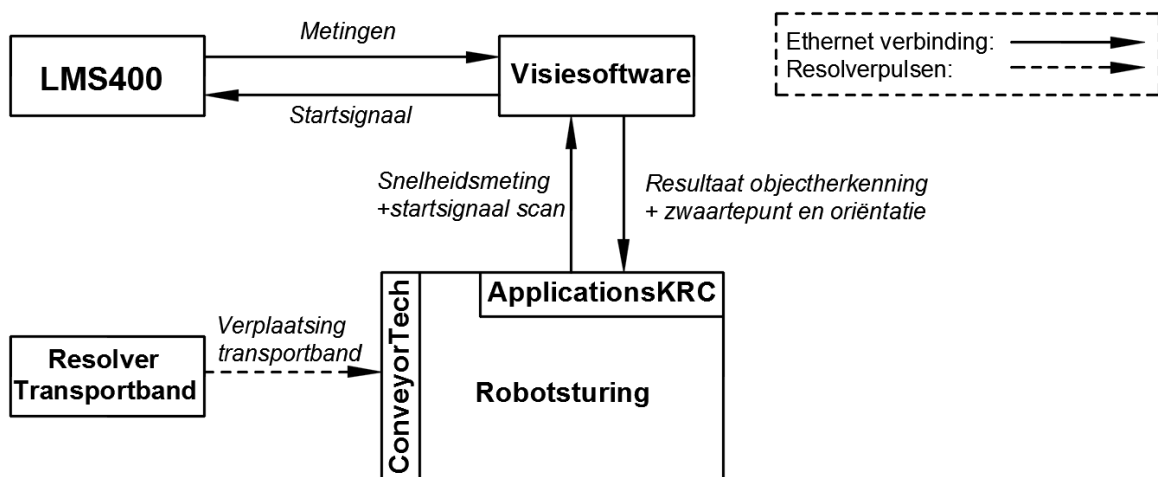 Metingen
LMS400
Visiesoftware
Startsignaal
Ethernet verbinding:
Resolverpulsen:
Snelheidsmeting
+startsignaal scan
Resultaat objectherkenning
+ zwaartepunt en oriëntatie
ApplicationsKRC
ConveyorTech
Robotsturing
Verplaatsing
transportband
Resolver
Transportband